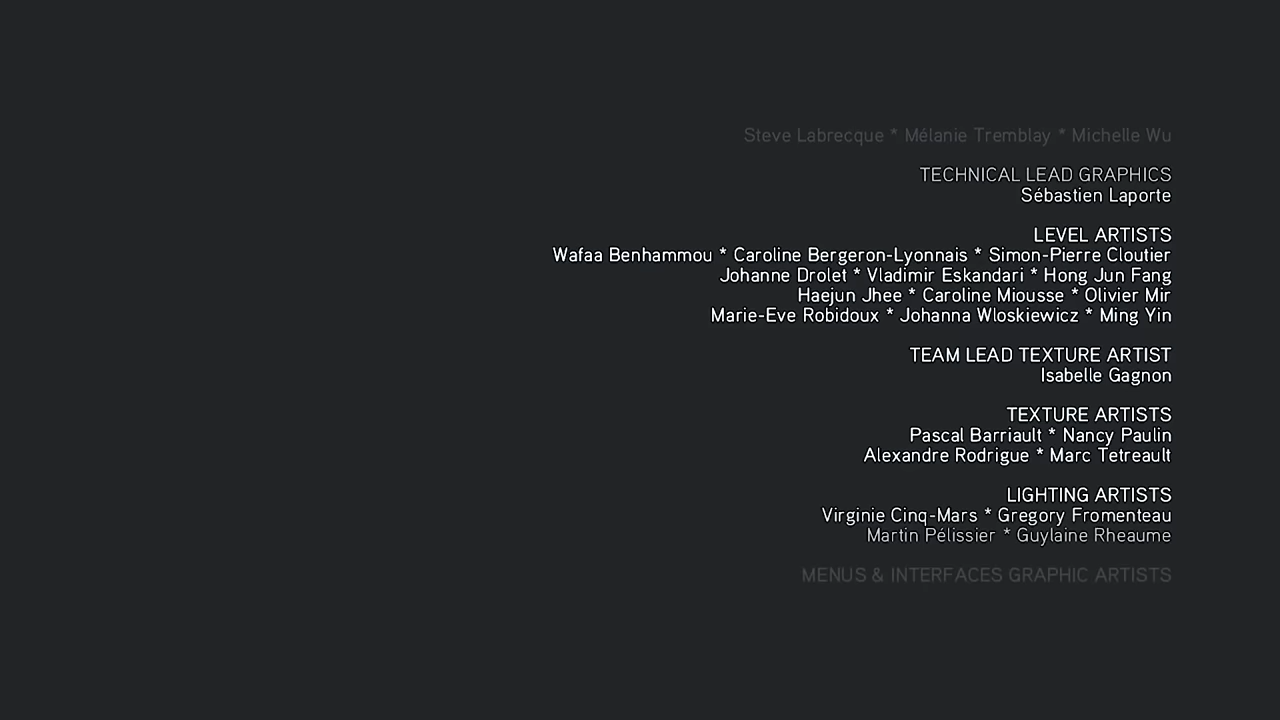 Steve Labrecque * Mélanie Tremblay * Michelle Wu
TECHNICAL LEAD GRAPHICS
Sébastien Laporte
LEVEL ARTISTS
Wafaa Benhammou * Caroline Bergeron-Lyonnais * Simon-Pierre Cloutier
Johanne Drolet * Vladimir Eskandari * Hong Jun Fang
Haejun Jhee * Caroline Miousse * Olivier Mir
Marie-Eve Robidoux * Johanna Wloskiewicz * Ming Yin
TEAM LEAD TEXTURE ARTIST
Isabelle Gagnon
TEXTURE ARTISTS
Pascal Barriault * Nancy Paulin
Alexandre Rodrigue * Marc Tetreault
LIGHTING ARTISTS
Virginie Cinq-Mars * Gregory Fromenteau
Martin Pélissier * Guylaine Rheaume
MENUS & INTERFACES GRAPHIC ARTISTS